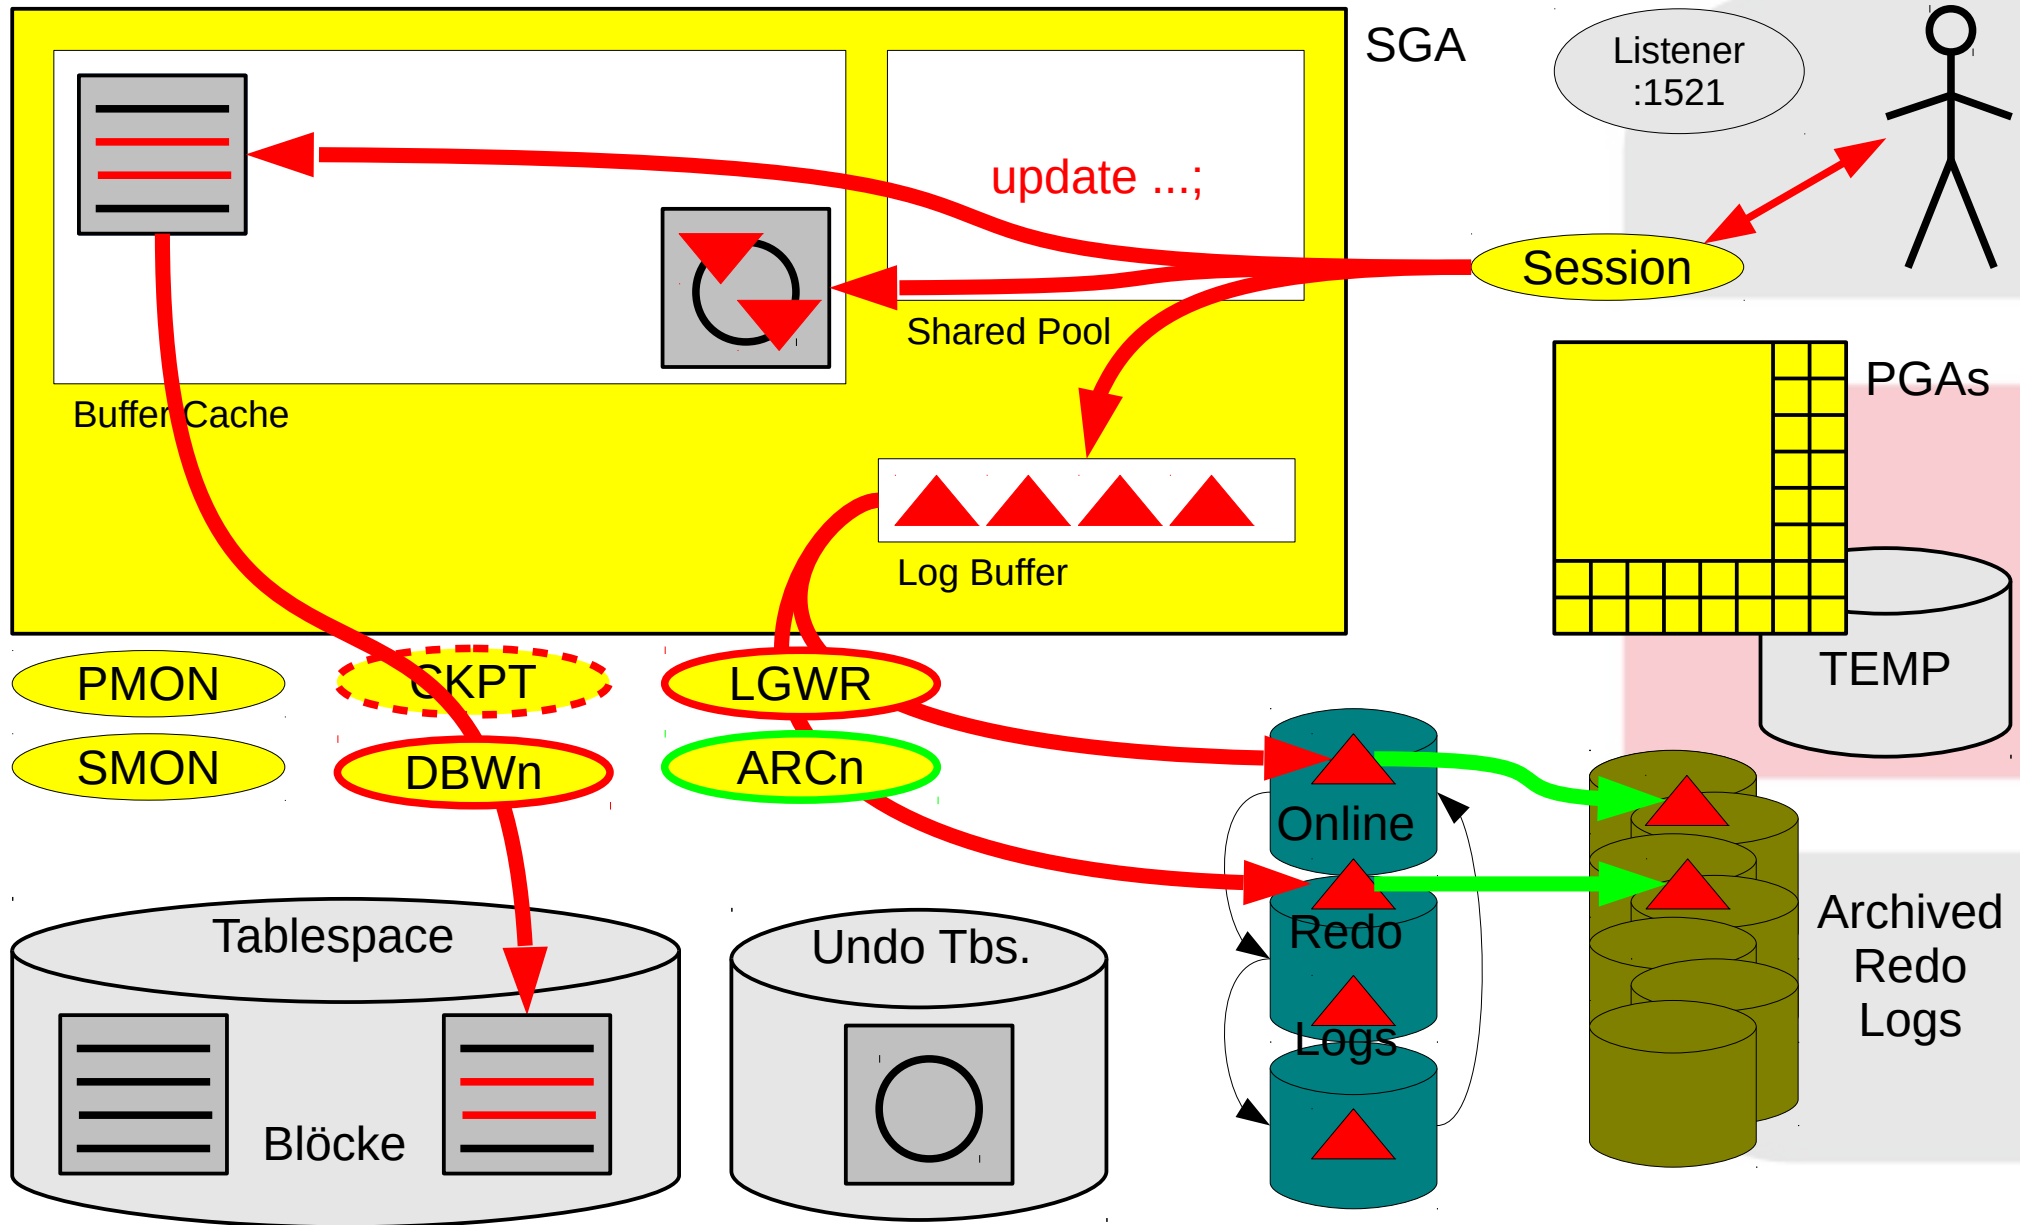 SGA
Listener
:1521
update ...;
Session
Shared Pool
PGAs
Buffer Cache
Log Buffer
PMON
CKPT
LGWR
TEMP
SMON
DBWn
ARCn
Online
Redo
Logs
Archived
Redo
Logs
Tablespace
Undo Tbs.
Blöcke